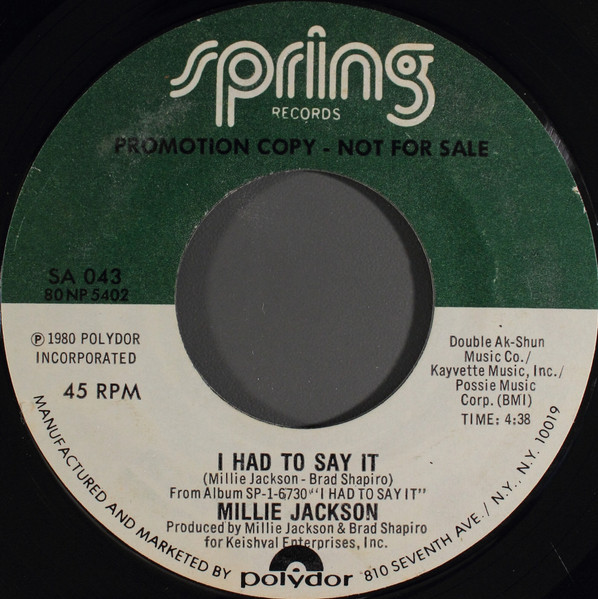 spring
RECORDS
PROMOTION COPY - NOT FOR SALE
SA 043
80 NP 5402
℗ 1980 POLYDOR
INCORPORATED
45 RPM
Double Ak-Shun
Music Co./
Kayvette Music, Inc./
Possie Music
Corp. (BMI)
TIME: 4:38
I HAD TO SAY IT
(Millie Jackson - Brad Shapiro)
From Album SP-1-6730 "I HAD TO SAY IT"
MILLIE JACKSON
Produced by Millie Jackson & Brad Shapiro
for Keishval Enterprises, Inc.
MANUFACTURED AND MARKETED BY polydor 810 SEVENTH AVE./ N.Y., N.Y. 10019